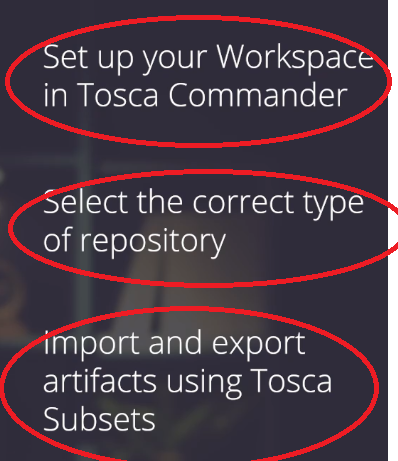 Set up your Workspace
in Tosca Commander
Select the correct type
of repository
import and export
artifacts using Tosca
Subsets